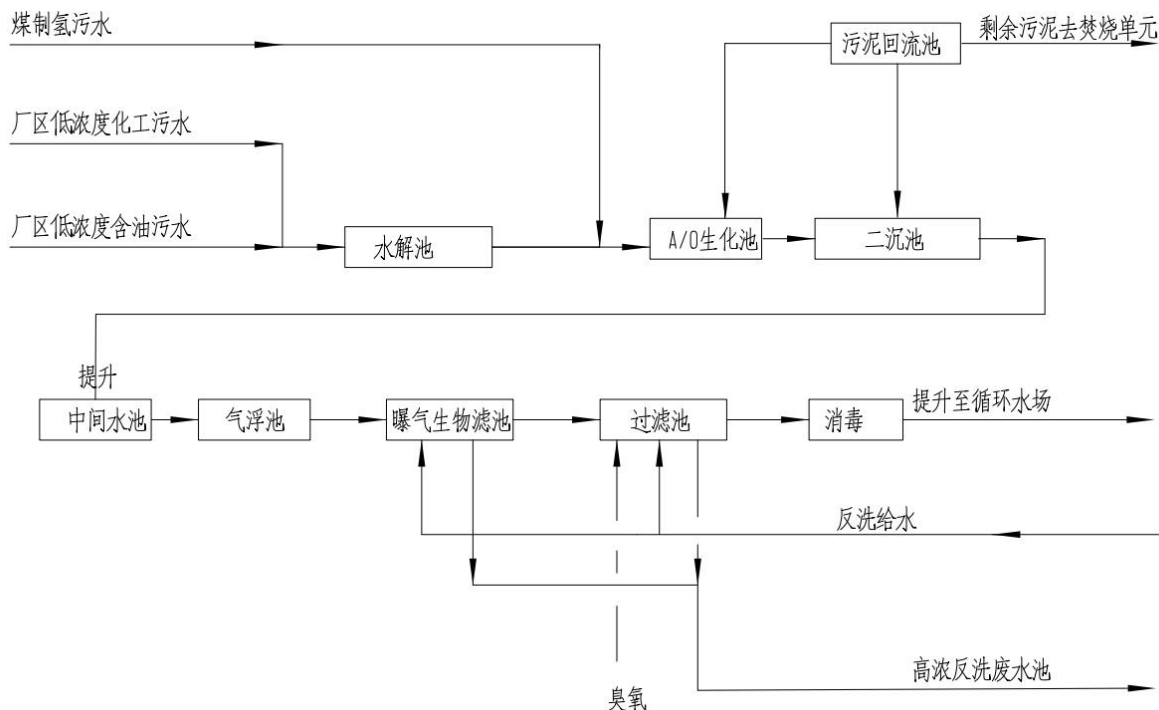 煤制氢污水
污泥回流池
剩余污泥去焚烧单元
厂区低浓度化工污水
厂区低浓度含油污水
水解池
A/O生化池
二沉池
提升
中间水池
气浮池
曝气生物滤池
过滤池
消毒
提升至循环水场
反洗给水
高浓反洗废水池
臭氧